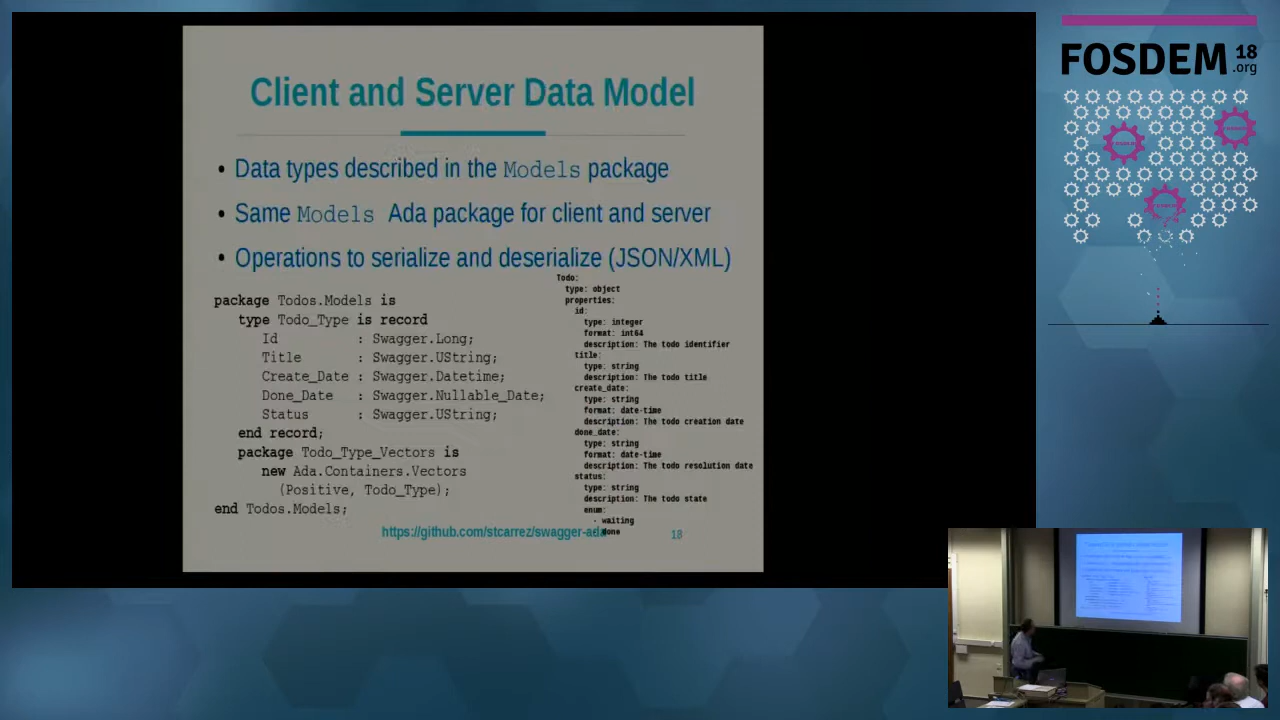 Client and Server Data Model
• Data types described in the Models package
• Same Models Ada package for client and server
• Operations to serialize and deserialize (JSON/XML)
package Todos.Models is
type Todo_Type is record
Id : Swagger.Long;
Title : Swagger.UString;
Create_Date : Swagger.Datetime;
Done_Date : Swagger.Nullable_Date;
Status : Swagger.UString;
end record;
package Todo_Type_Vectors is
new Ada.Containers.Vectors
(Positive, Todo_Type);
end Todos.Models;
Todo:
type: object
properties:
id:
type: integer
format: int64
description: The todo identifier
title:
type: string
description: The todo title
create_date:
type: string
format: date-time
description: The todo creation date
done_date:
type: string
format: date-time
description: The todo resolution date
status:
type: string
description: The todo state
enum:
- waiting
- done
https://github.com/stcarrez/swagger-ada
18
FOSDEM 18
.org